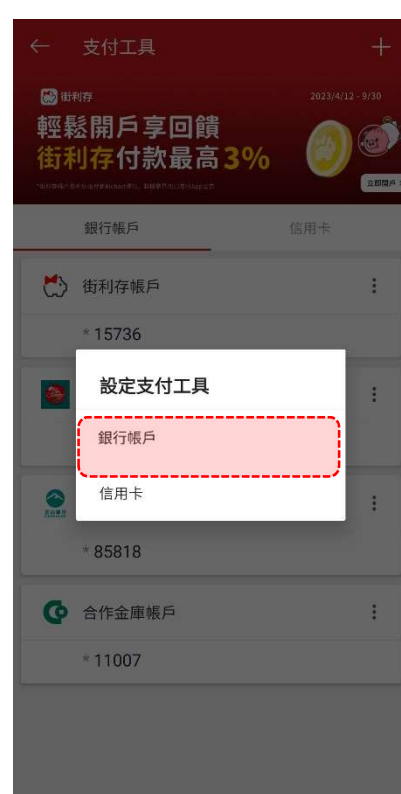 支付工具
街利存
2023/4/12 - 9/30
輕鬆開戶享回饋
街利存付款最高3%
立即開戶
銀行帳戶
信用卡
街利存帳戶
* 15736
設定支付工具
銀行帳戶
信用卡
* 85818
合作金庫帳戶
* 11007